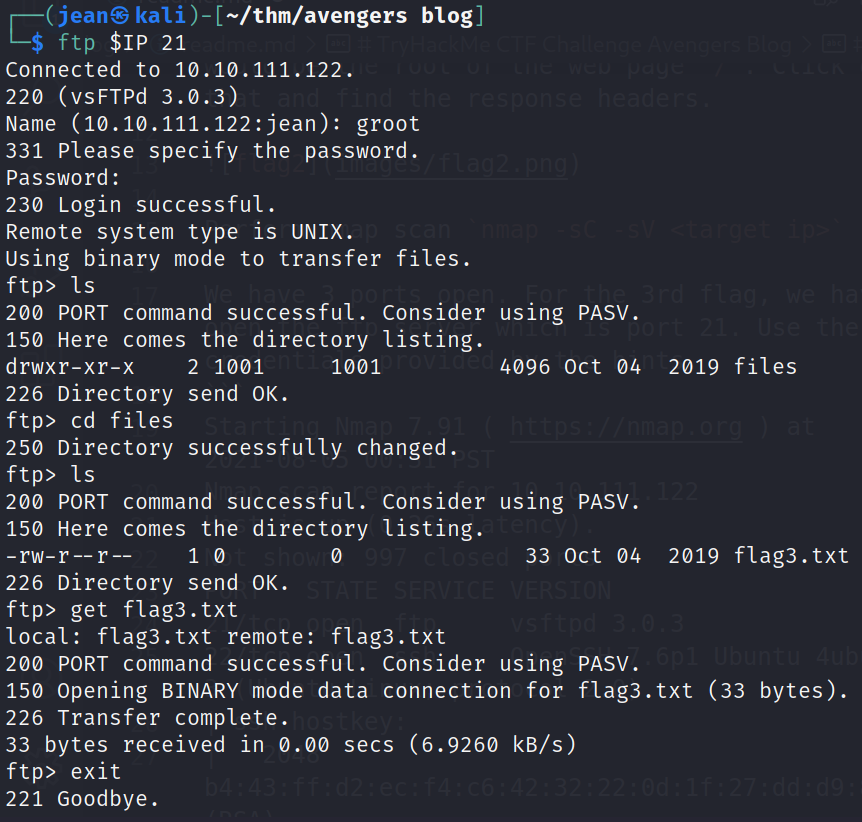 ┌──(jean㉿kali)-[~/thm/avengers blog]
└─$ ftp $IP 21
Connected to 10.10.111.122.
220 (vsFTPd 3.0.3)
Name (10.10.111.122:jean): groot
331 Please specify the password.
Password:
230 Login successful.
Remote system type is UNIX.
Using binary mode to transfer files.
ftp> ls
200 PORT command successful. Consider using PASV.
150 Here comes the directory listing.
drwxr-xr-x    2 1001     1001         4096 Oct 04  2019 files
226 Directory send OK.
ftp> cd files
250 Directory successfully changed.
ftp> ls
200 PORT command successful. Consider using PASV.
150 Here comes the directory listing.
-rw-r--r--    1 0        0              33 Oct 04  2019 flag3.txt
226 Directory send OK.
ftp> get flag3.txt
local: flag3.txt remote: flag3.txt
200 PORT command successful. Consider using PASV.
150 Opening BINARY mode data connection for flag3.txt (33 bytes).
226 Transfer complete.
33 bytes received in 0.00 secs (6.9260 kB/s)
ftp> exit
221 Goodbye.